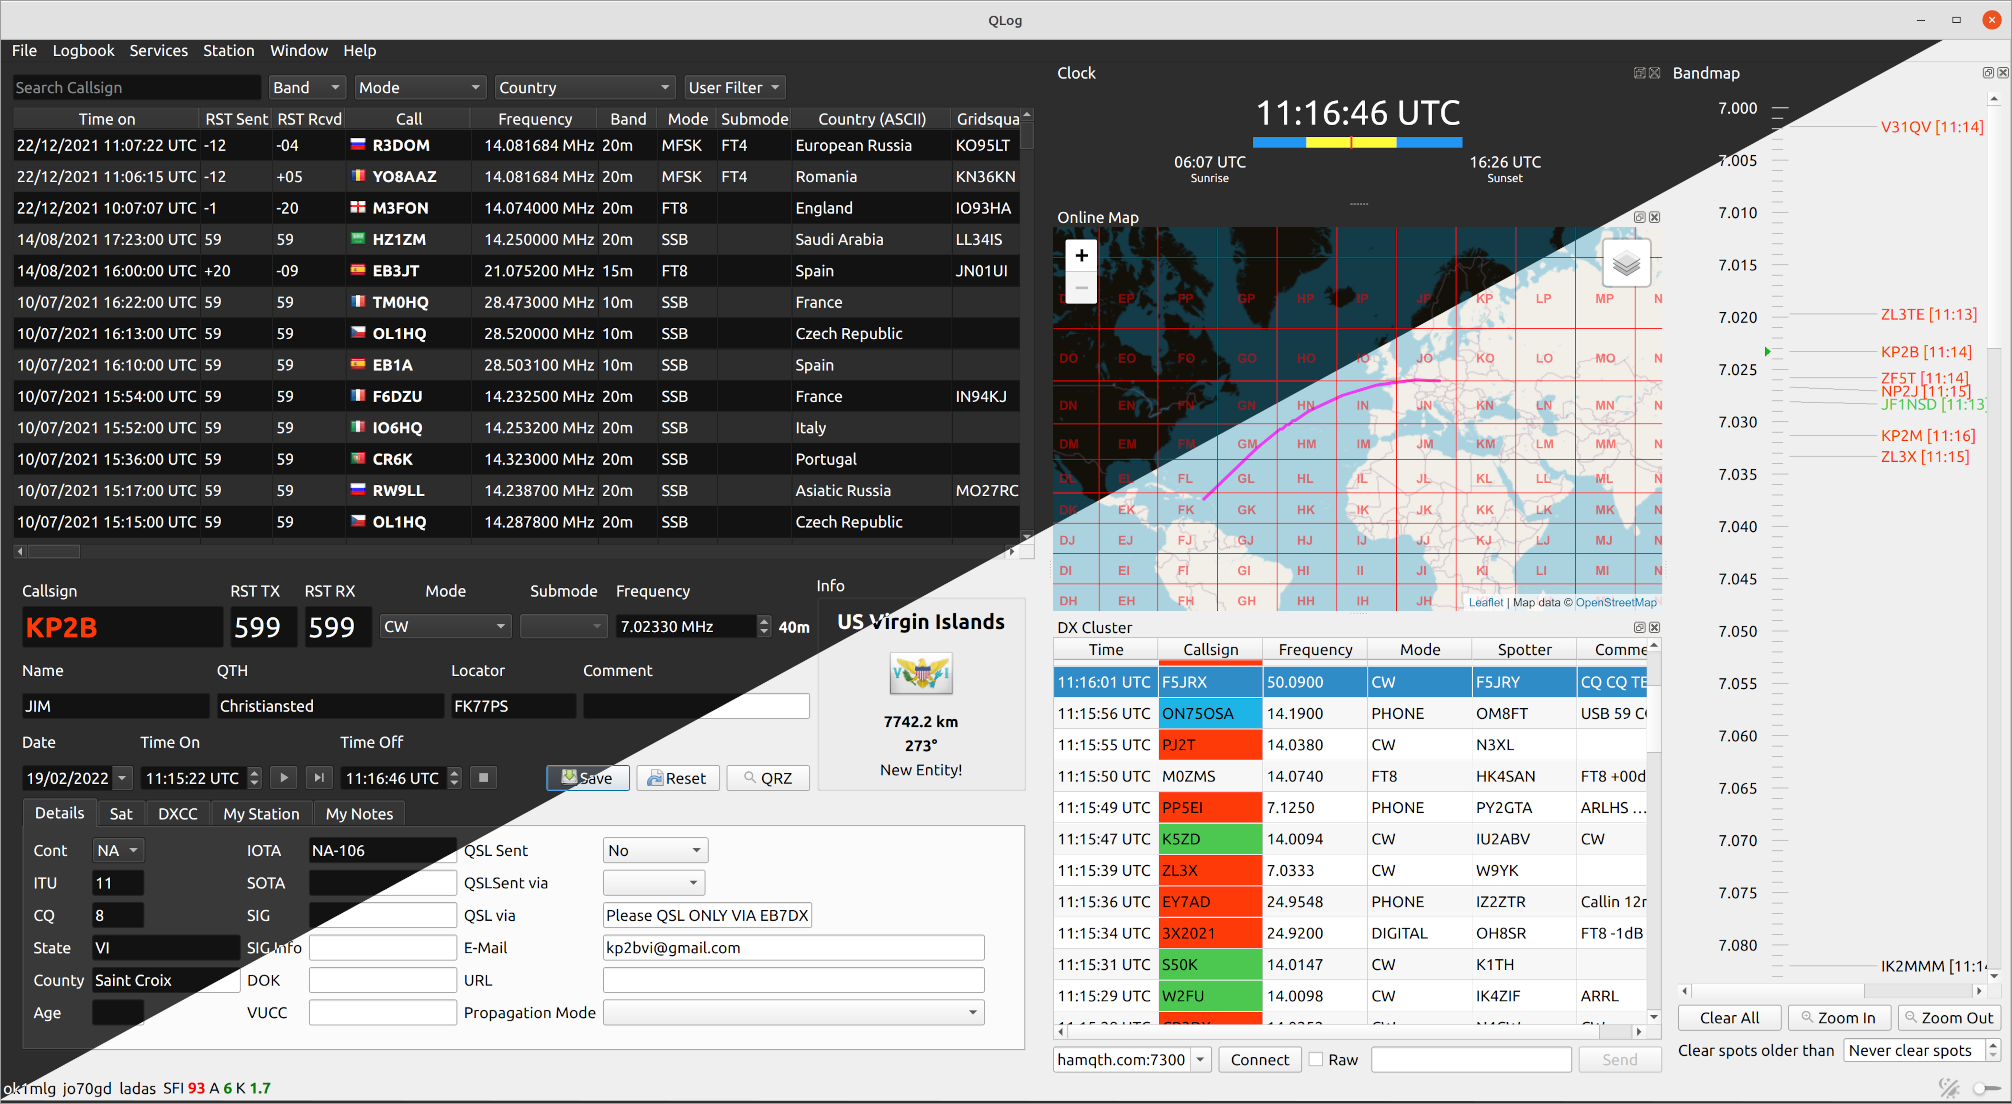 QLog
File Logbook Services Station Window Help
Search Callsign Band Mode Country User Filter
Time on RST Sent RST Rcvd Call Frequency Band Mode Submode Country (ASCII) Gridsqua
22/12/2021 11:07:22 UTC -12 -04 R3DOM 14.081684 MHz 20m MFSK FT4 European Russia KO95LT
22/12/2021 11:06:15 UTC -12 +05 YO8AAZ 14.081684 MHz 20m MFSK FT4 Romania KN36KN
22/12/2021 10:07:07 UTC -1 -20 M3FON 14.074000 MHz 20m FT8 England IO93HA
14/08/2021 17:23:00 UTC 59 59 HZ1ZM 14.250000 MHz 20m SSB Saudi Arabia LL34IS
14/08/2021 16:00:00 UTC +20 -09 EB3JT 21.075200 MHz 15m FT8 Spain JN01UI
10/07/2021 16:22:00 UTC 59 59 TM0HQ 28.473000 MHz 10m SSB France
10/07/2021 16:13:00 UTC 59 59 OL1HQ 28.520000 MHz 10m SSB Czech Republic
10/07/2021 16:10:00 UTC 59 59 EB1A 28.503100 MHz 10m SSB Spain
10/07/2021 15:54:00 UTC 59 59 F6DZU 14.232500 MHz 20m SSB France IN94KJ
10/07/2021 15:52:00 UTC 59 59 IO6HQ 14.253200 MHz 20m SSB Italy
10/07/2021 15:36:00 UTC 59 59 CR6K 14.323000 MHz 20m SSB Portugal
10/07/2021 15:17:00 UTC 59 59 RW9LL 14.238700 MHz 20m SSB Asiatic Russia MO27RC
10/07/2021 15:15:00 UTC 59 59 OL1HQ 14.287800 MHz 20m SSB Czech Republic
Callsign RST TX RST RX Mode Submode Frequency
KP2B 599 599 CW 7.02330 MHz 40m
Name QTH Locator Comment
JIM Christiansted FK77PS
Date Time On Time Off
19/02/2022 11:15:22 UTC 11:16:46 UTC Save Reset QRZ
Info
US Virgin Islands
V I
7742.2 km
273°
New Entity!
Details Sat DXCC My Station My Notes
Cont NA IOTA NA-106 QSL Sent No
ITU 11 SOTA QSLSent via
CQ 8 SIG QSL via Please QSL ONLY VIA EB7DX
State VI SIG Info E-Mail kp2bvi@gmail.com
County Saint Croix DOK URL
Age VUCC Propagation Mode
ok1mlg jo70gd ladas SFI 93 A 6 K 1.7
Clock
11:16:46 UTC
06:07 UTC 16:26 UTC
Sunrise Sunset
Online Map
+
−
EP FP GP HP IP JP KP LP MP N
DO EO FO GO HO IO JO KO LO MO N
DN EN FN GN HN IN JN KN LN MN N
DM EM FM GM HM IM JM KM LM MM N
DL EL FL GL HL IL JL KL LL ML N
DK EK FK GK HK IK JK KK LK MK N
DJ EJ FJ GJ HJ IJ JJ KJ LJ MJ N
DI EI FI GI HI II JI KI LI MI N
DH EH FH GH HH IH JH
Leaflet | Map data © OpenStreetMap
DX Cluster
Time Callsign Frequency Mode Spotter Comme
11:16:01 UTC F5JRX 50.0900 CW F5JRY CQ CQ TE
11:15:56 UTC ON75OSA 14.1900 PHONE OM8FT USB 59 C
11:15:55 UTC PJ2T 14.0380 CW N3XL
11:15:50 UTC M0ZMS 14.0740 FT8 HK4SAN FT8 +00d
11:15:49 UTC PP5EI 7.1250 PHONE PY2GTA ARLHS ...
11:15:47 UTC K5ZD 14.0094 CW IU2ABV CW
11:15:39 UTC ZL3X 7.0333 CW W9YK
11:15:36 UTC EY7AD 24.9548 PHONE IZ2ZTR Callin 12r
11:15:34 UTC 3X2021 24.9200 DIGITAL OH8SR FT8 -1dB
11:15:31 UTC S50K 14.0147 CW K1TH
11:15:29 UTC W2FU 14.0098 CW IK4ZIF ARRL
hamqth.com:7300 Connect Raw Send
Bandmap
7.000
V31QV [11:14]
7.005
7.010
7.015
ZL3TE [11:13]
7.020
KP2B [11:14]
7.025
ZF5T [11:14]
NP2J [11:15]
JF1NSD [11:13
7.030
KP2M [11:16]
ZL3X [11:15]
7.035
7.040
7.045
7.050
7.055
7.060
7.065
7.070
7.075
7.080
IK2MMM [11:14
Clear All Zoom In Zoom Out
Clear spots older than Never clear spots